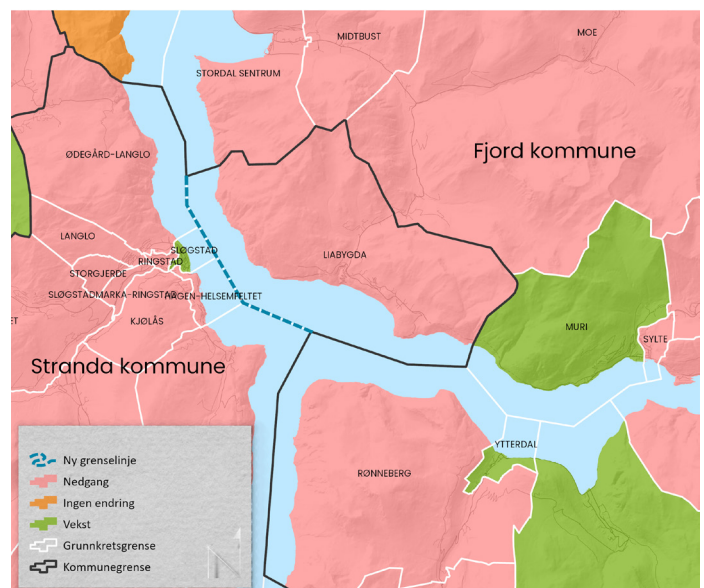 MIDTBUST
MOE
STORDAL SENTRUM
Fjord kommune
ØDEGÅRD-LANGLO
LANGLO
SLØGSTAD
LIABYGDA
RINGSTAD
STORGJERDE
SLØGSTADMARKA-RINGSTAD
HAGEN-HELSEMFELTET
ET
KJØLÅS
MURI
SYLTE
Stranda kommune
YTTERDAL
RØNNEBERG
Ny grenselinje
Nedgang
Ingen endring
Vekst
Grunnkretsgrense
Kommunegrense